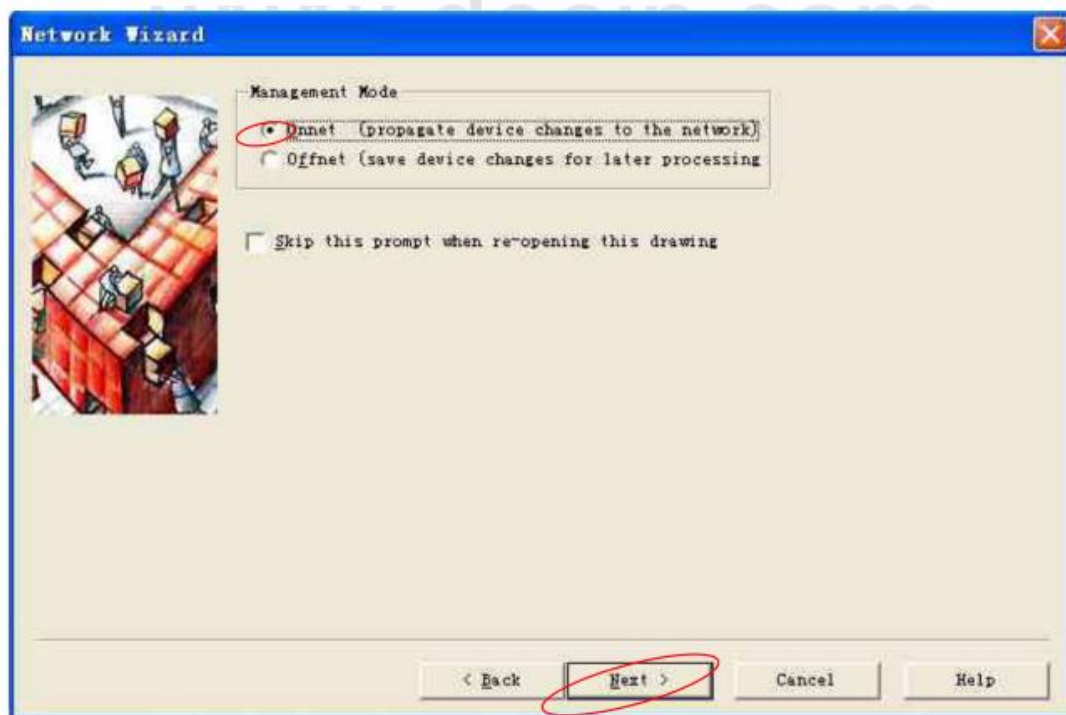 Network Wizard
Management Mode
Onnet (propagate device changes to the network)
Offnet (save device changes for later processing
Skip this prompt when re-opening this drawing
< Back
Next >
Cancel
Help